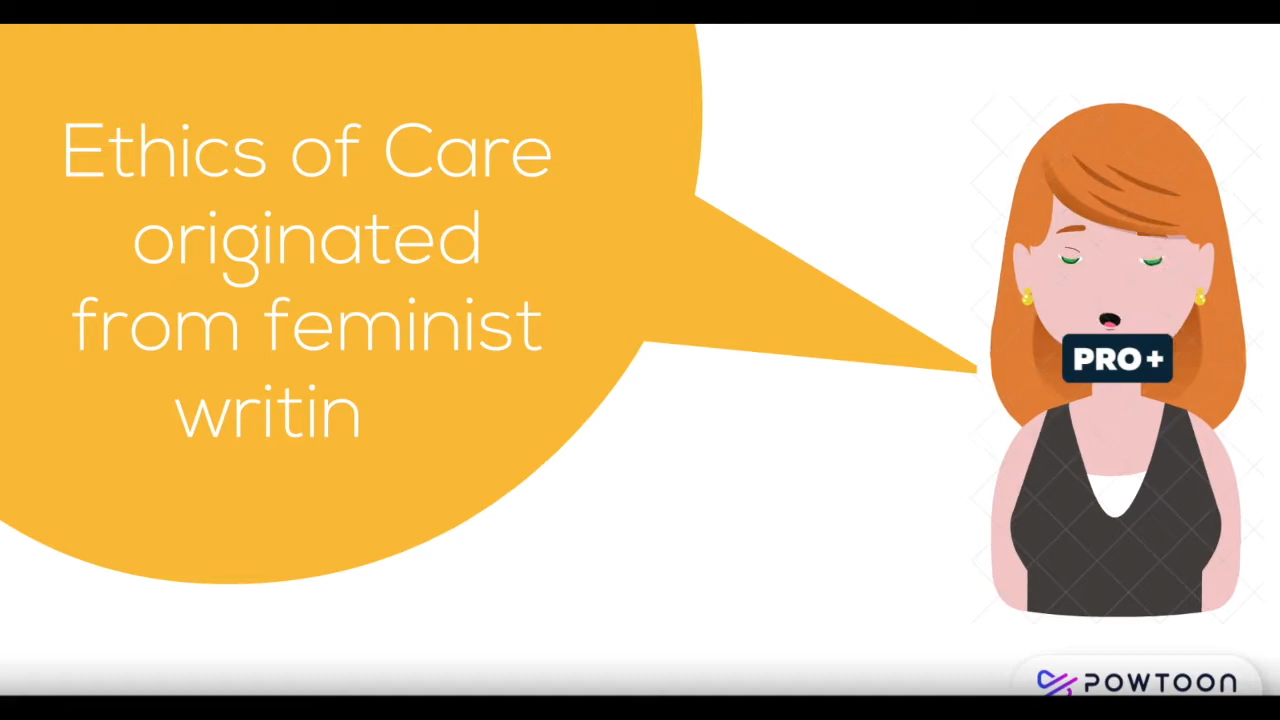 Ethics of Care
originated
from feminist
writin
PRO+
POWTOON